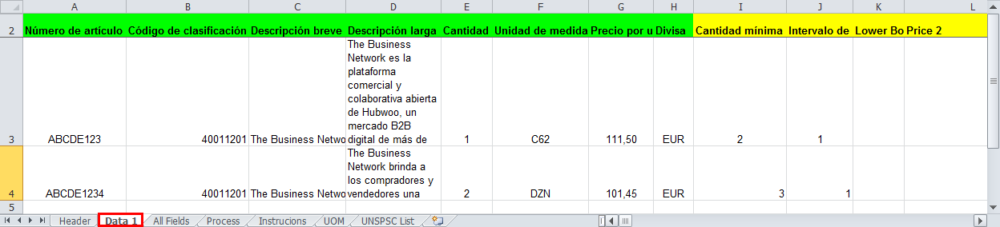 A B C D E F G H I J K L
2 Número de artículo Código de clasificación Descripción breve Descripción larga Cantidad Unidad de medida Precio por u Divisa Cantidad mínima Intervalo de Lower Bo Price 2
The Business
Network es la
plataforma
comercial y
colaborativa abierta
de Hubwoo, un
mercado B2B
3 ABCDE123 40011201 The Business Netwo digital de más de 1 C62 111,50 EUR 2 1
The Business
Network brinda a
los compradores y
4 ABCDE1234 40011201 The Business Netwo vendedores una 2 DZN 101,45 EUR 3 1
5
Header Data 1 All Fields Process Instrucions UOM UNSPSC List